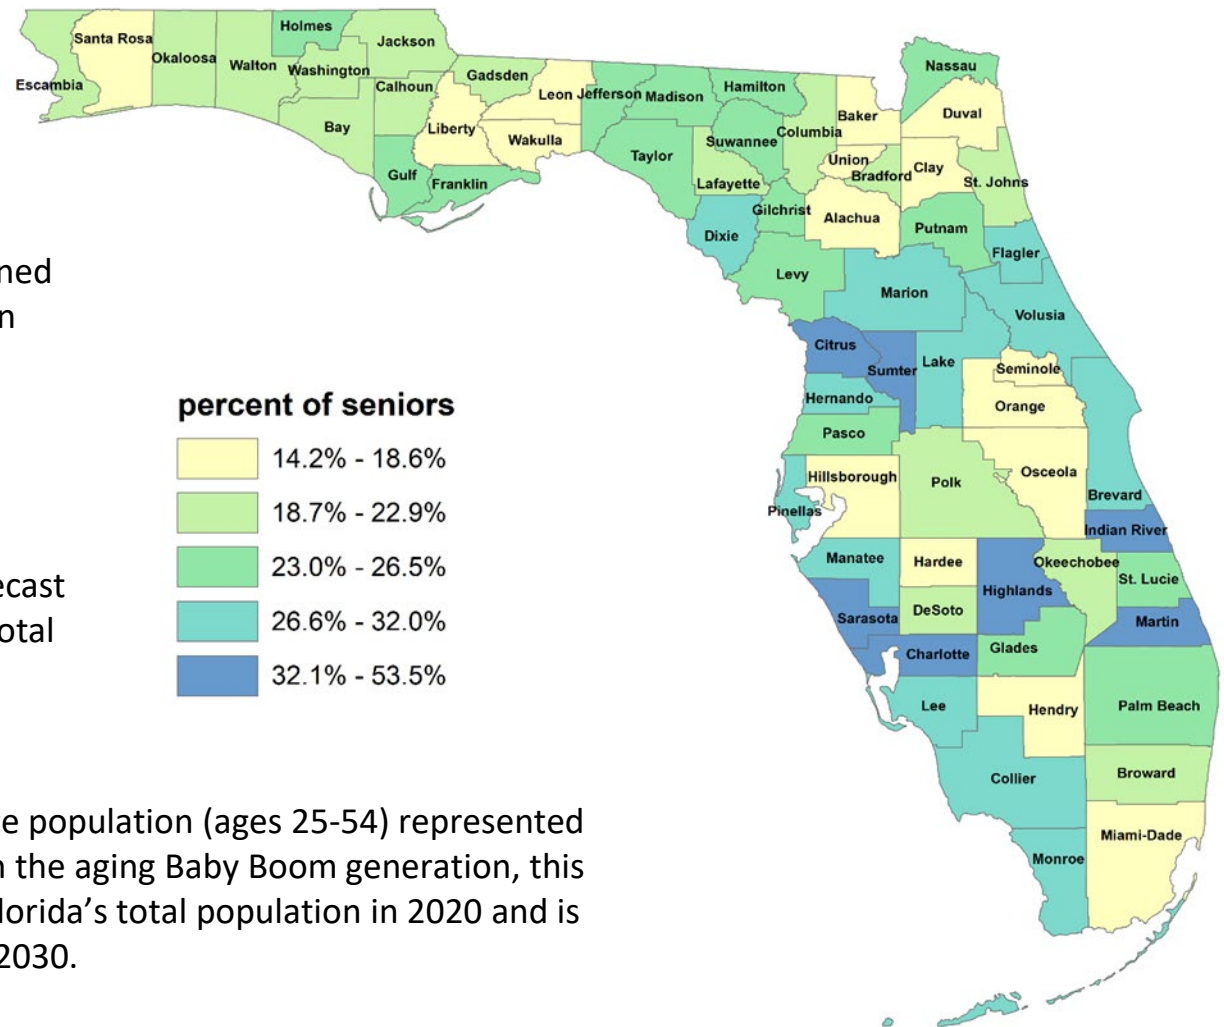 Holmes
Santa Rosa
Jackson
Okaloosa
Walton
Washington
Escambia
Calhoun
Gadsden
Bay
Liberty
Leon
Jefferson
Madison
Hamilton
Nassau
Wakulla
Gulf
Franklin
Taylor
Suwannee
Columbia
Baker
Duval
Lafayette
Union
Bradford
Clay
St. Johns
Gilchrist
Alachua
Putnam
Dixie
Flagler
Levy
Marion
Volusia
ned
n
Citrus
Sumter
Lake
Seminole
Hernando
Orange
Pasco
percent of seniors
14.2% - 18.6%
18.7% - 22.9%
23.0% - 26.5%
26.6% - 32.0%
32.1% - 53.5%
Hillsborough
Polk
Osceola
Pinellas
Brevard
Indian River
Manatee
Hardee
Okeechobee
St. Lucie
Highlands
Sarasota
DeSoto
Martin
Charlotte
Glades
ecast
otal
Lee
Hendry
Palm Beach
Collier
Broward
Miami-Dade
Monroe
e population (ages 25-54) represented
n the aging Baby Boom generation, this
lorida’s total population in 2020 and is
2030.